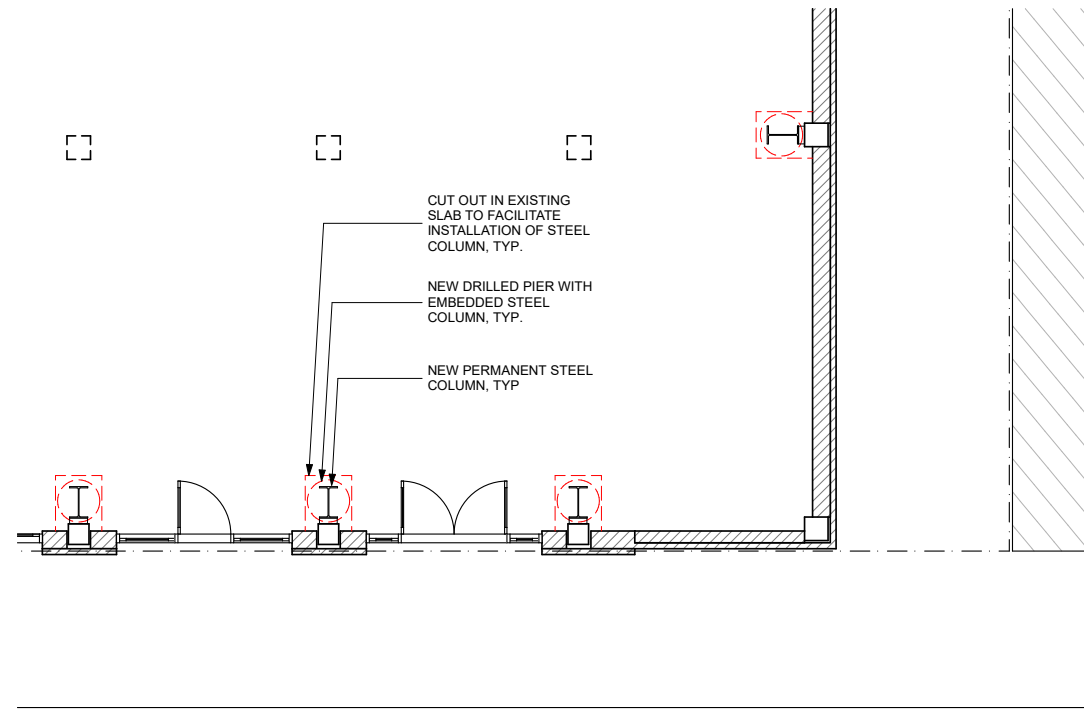 CUT OUT IN EXISTING
SLAB TO FACILITATE
INSTALLATION OF STEEL
COLUMN, TYP.
NEW DRILLED PIER WITH
EMBEDDED STEEL
COLUMN, TYP.
NEW PERMANENT STEEL
COLUMN, TYP